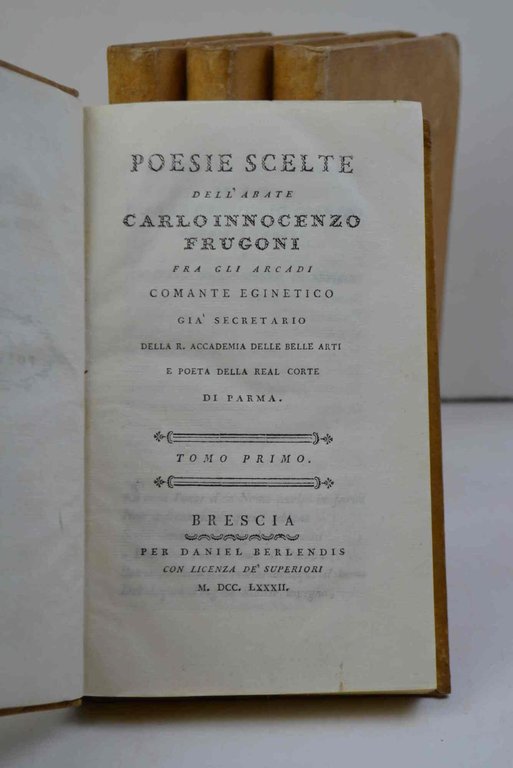 POESIE SCELTE
DELL'ABATE
CARLO INNOCENZO
FRUGONI
FRA GLI ARCADI
COMANTE EGINETICO
GIA' SECRETARIO
DELLA R. ACCADEMIA DELLE BELLE ARTI
E POETA DELLA REAL CORTE
DI PARMA.
TOMO PRIMO.
BRESCIA
PER DANIEL BERLENDIS
CON LICENZA DE' SUPERIORI
M. DCC. LXXXII.